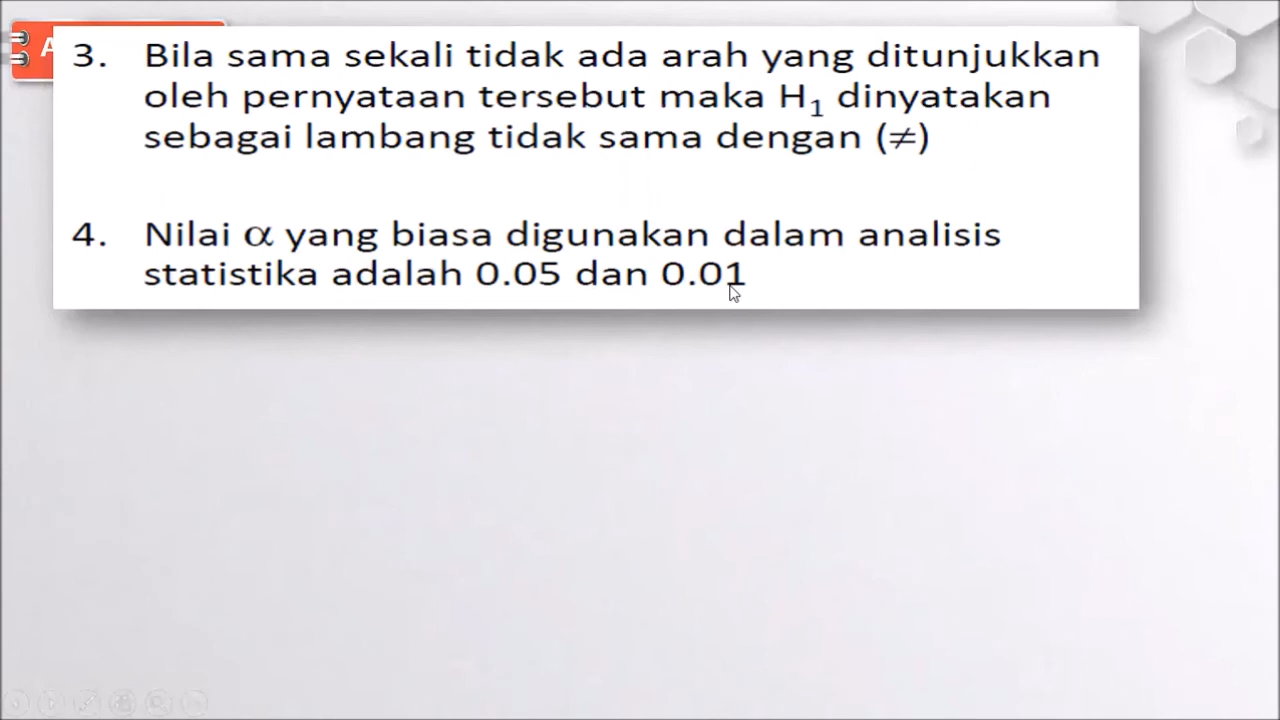 A
3. Bila sama sekali tidak ada arah yang ditunjukkan
oleh pernyataan tersebut maka H₁ dinyatakan
sebagai lambang tidak sama dengan (≠)
4. Nilai α yang biasa digunakan dalam analisis
statistika adalah 0.05 dan 0.01